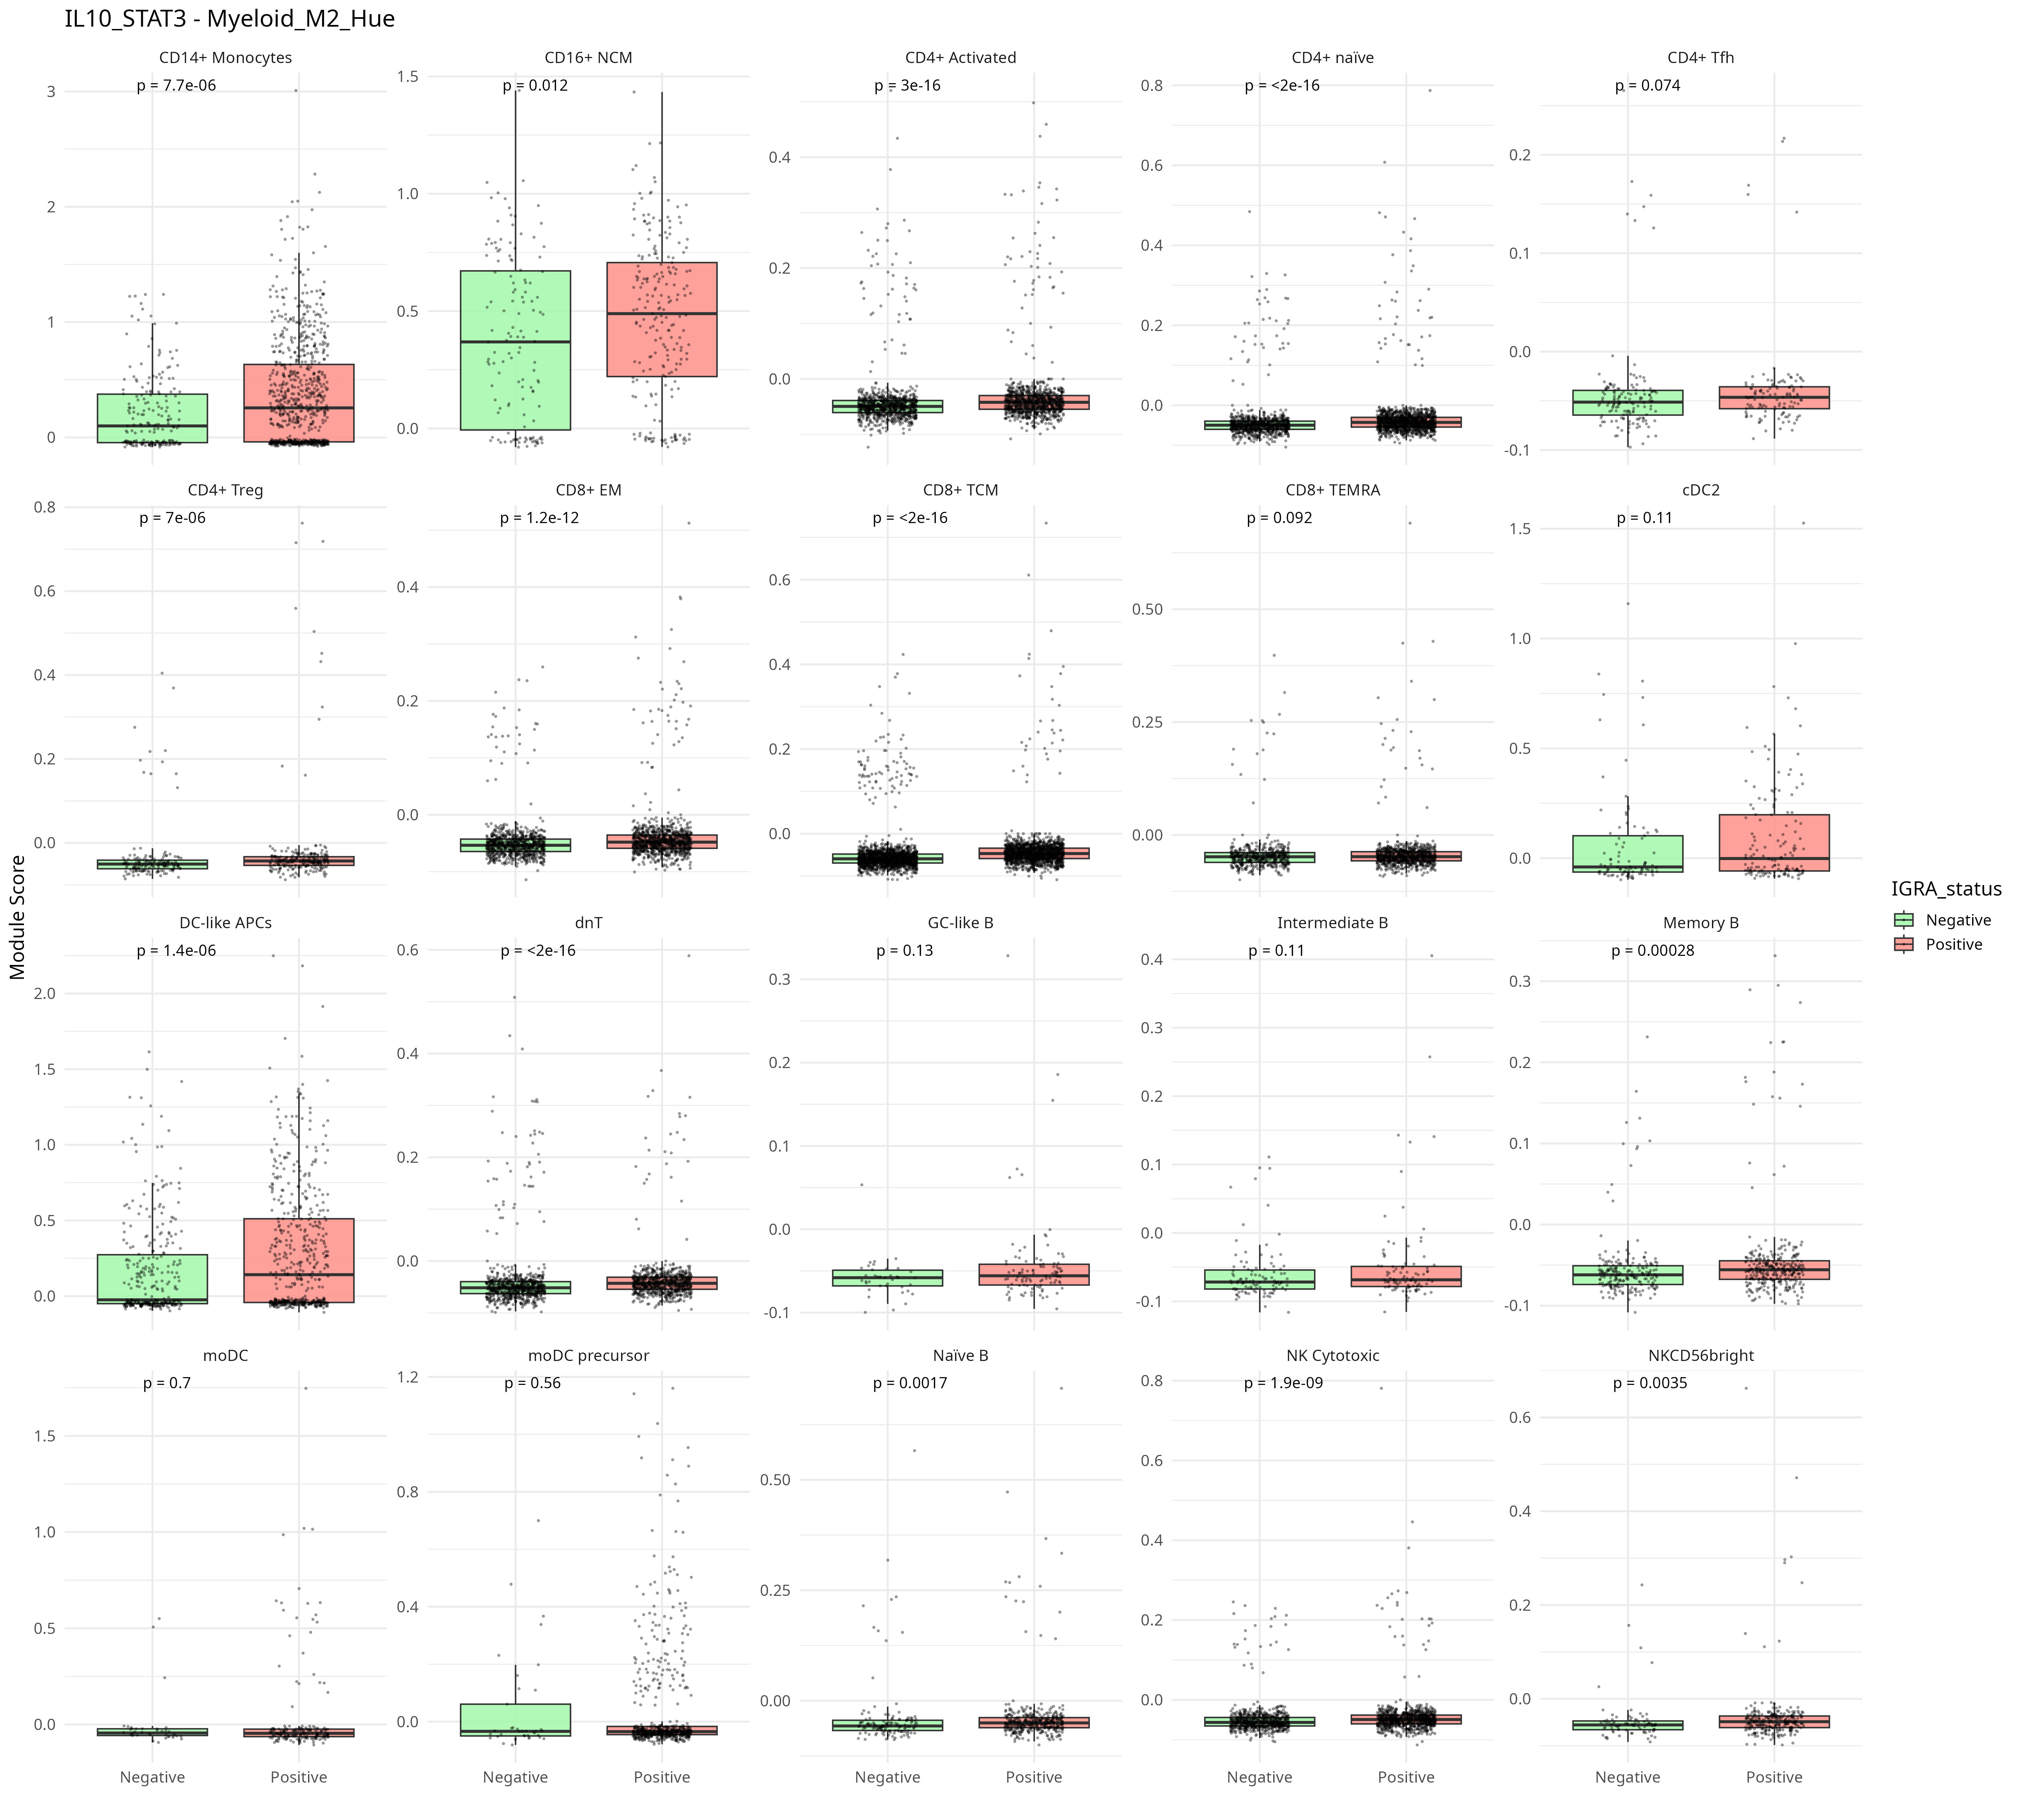 IL10_STAT3 - Myeloid_M2_Hue
CD14+ Monocytes
CD16+ NCM
CD4+ Activated
CD4+ naïve
CD4+ Tfh
p = 7.7e-06
p = 0.012
p = 3e-16
p = <2e-16
p = 0.074
3
2
1
0
1.5
1.0
0.5
0.0
0.4
0.2
0.0
0.8
0.6
0.4
0.2
0.0
0.2
0.1
0.0
-0.1
CD4+ Treg
CD8+ EM
CD8+ TCM
CD8+ TEMRA
cDC2
p = 7e-06
p = 1.2e-12
p = <2e-16
p = 0.092
p = 0.11
0.8
0.6
0.4
0.2
0.0
0.4
0.2
0.0
0.6
0.4
0.2
0.0
0.50
0.25
0.00
1.5
1.0
0.5
0.0
Module Score
DC-like APCs
dnT
GC-like B
Intermediate B
Memory B
p = 1.4e-06
p = <2e-16
p = 0.13
p = 0.11
p = 0.00028
2.0
1.5
1.0
0.5
0.0
0.6
0.4
0.2
0.0
0.3
0.2
0.1
0.0
-0.1
0.4
0.3
0.2
0.1
0.0
-0.1
0.3
0.2
0.1
0.0
-0.1
IGRA_status
Negative
Positive
moDC
moDC precursor
Naïve B
NK Cytotoxic
NKCD56bright
p = 0.7
p = 0.56
p = 0.0017
p = 1.9e-09
p = 0.0035
1.5
1.0
0.5
0.0
1.2
0.8
0.4
0.0
0.50
0.25
0.00
0.8
0.6
0.4
0.2
0.0
0.6
0.4
0.2
0.0
Negative Positive
Negative Positive
Negative Positive
Negative Positive
Negative Positive